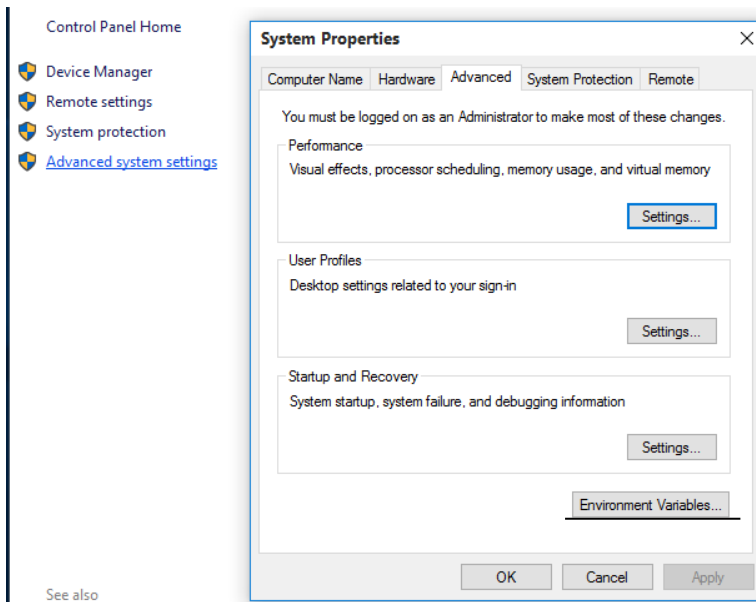 Control Panel Home
Device Manager
Remote settings
System protection
Advanced system settings
See also
System Properties
Computer Name Hardware Advanced System Protection Remote
You must be logged on as an Administrator to make most of these changes.
Performance
Visual effects, processor scheduling, memory usage, and virtual memory
Settings...
User Profiles
Desktop settings related to your sign-in
Settings...
Startup and Recovery
System startup, system failure, and debugging information
Settings...
Environment Variables...
OK Cancel Apply